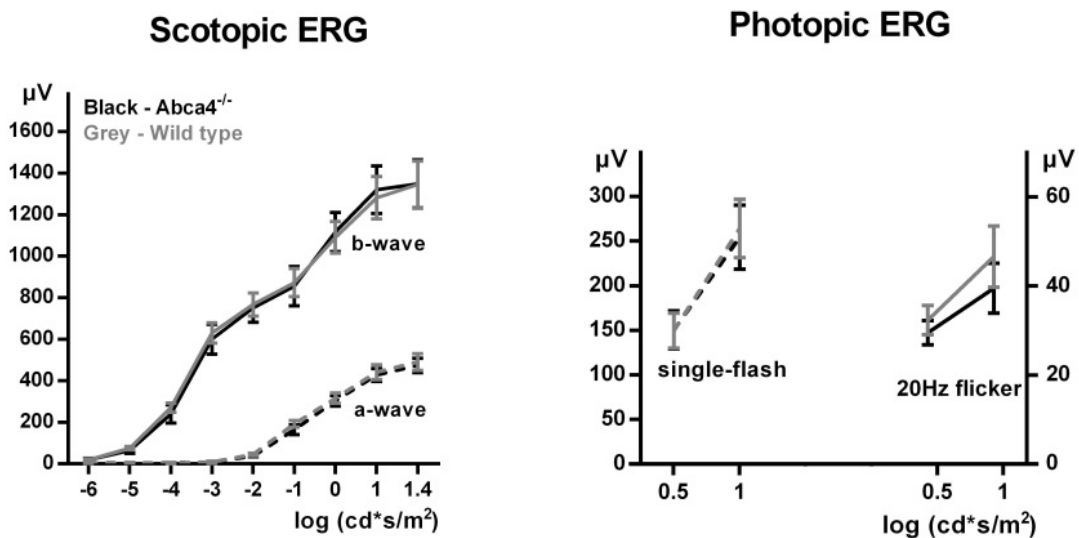 Scotopic ERG
µV
Black - Abca4-/-
Grey - Wild type
1600
1400
1200
1000
800
600
400
200
0
b-wave
a-wave
-6 -5 -4 -3 -2 -1 0 1 1.4
log (cd*s/m²)
Photopic ERG
µV
300
250
200
150
100
50
0
single-flash
20Hz flicker
µV
60
40
20
0
0.5 1 0.5 1
log (cd*s/m²)